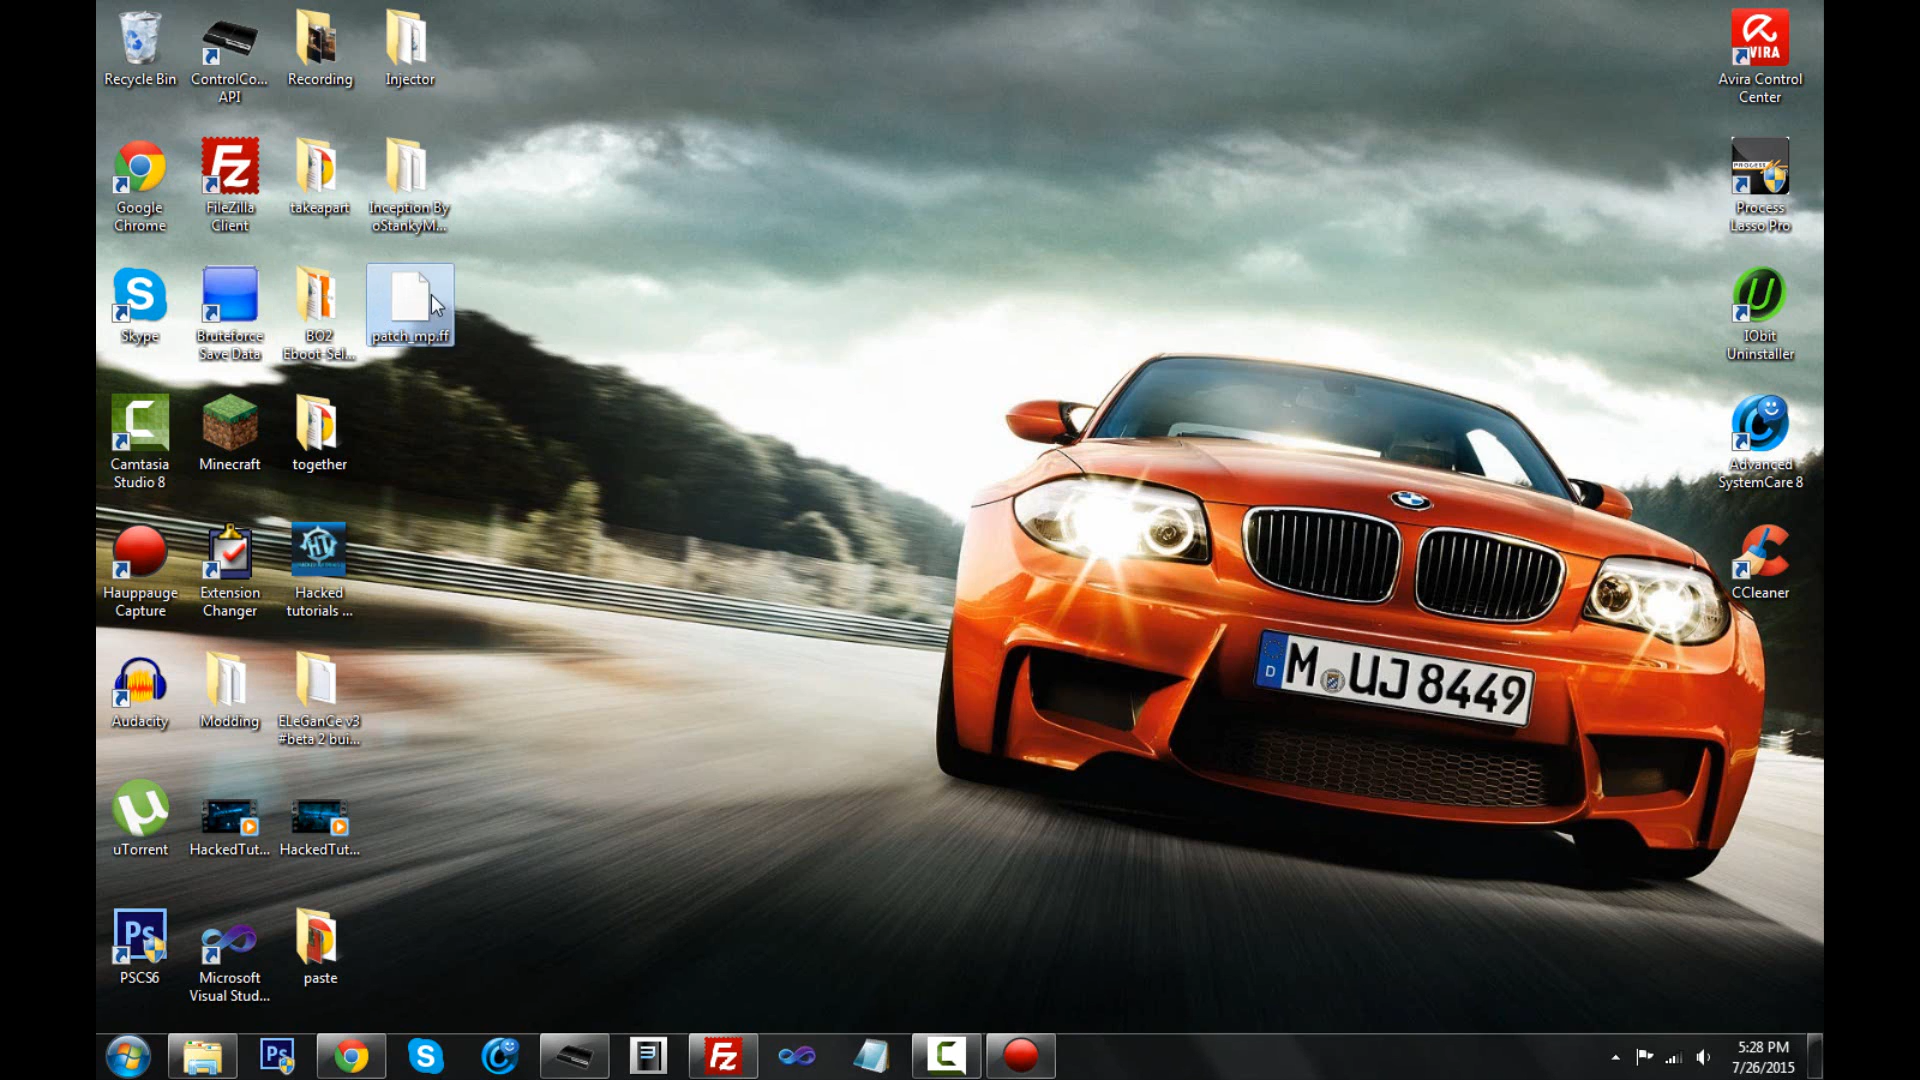 Recycle Bin
ControlCo...
API
Recording
Injector
Google
Chrome
FileZilla
Client
takeapart
Inception By
oStankyM...
Skype
Bruteforce
Save Data
BO2
Eboot-Sel...
patch_mp.ff
Camtasia
Studio 8
Minecraft
together
Hauppauge
Capture
Extension
Changer
Hacked
tutorials ...
Audacity
Modding
ELeGanCe v3
#beta 2 bui...
uTorrent
HackedTut...
HackedTut...
PSCS6
Microsoft
Visual Stud...
paste
AVIRA
Avira Control
Center
PROCESS
Process
Lasso Pro
IObit
Uninstaller
Advanced
SystemCare 8
CCleaner
D M UJ 8449
5:28 PM
7/26/2015